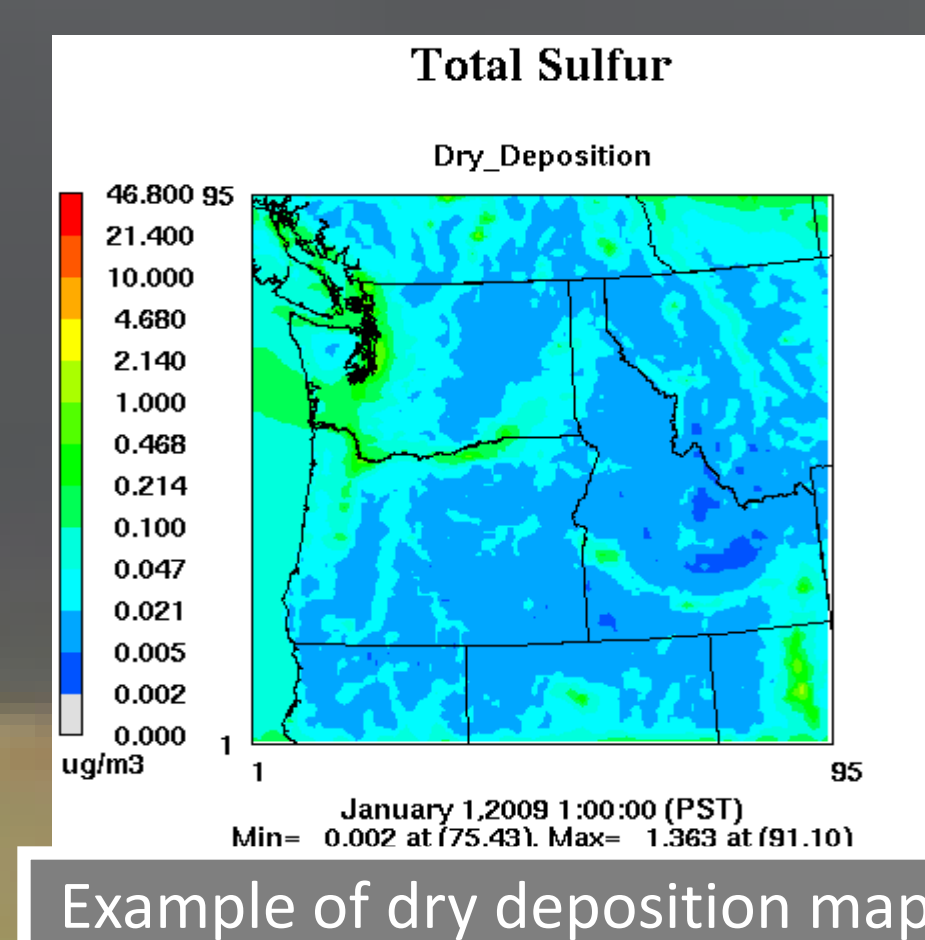 Total Sulfur
Dry_Deposition
46.800 95
21.400
10.000
4.680
2.140
1.000
0.468
0.214
0.100
0.047
0.021
0.005
0.002
0.000
1
ug/m3
1 95
January 1,2009 1:00:00 (PST)
Min= 0.002 at (75,43), Max= 1.363 at (91,10)
Example of dry deposition map